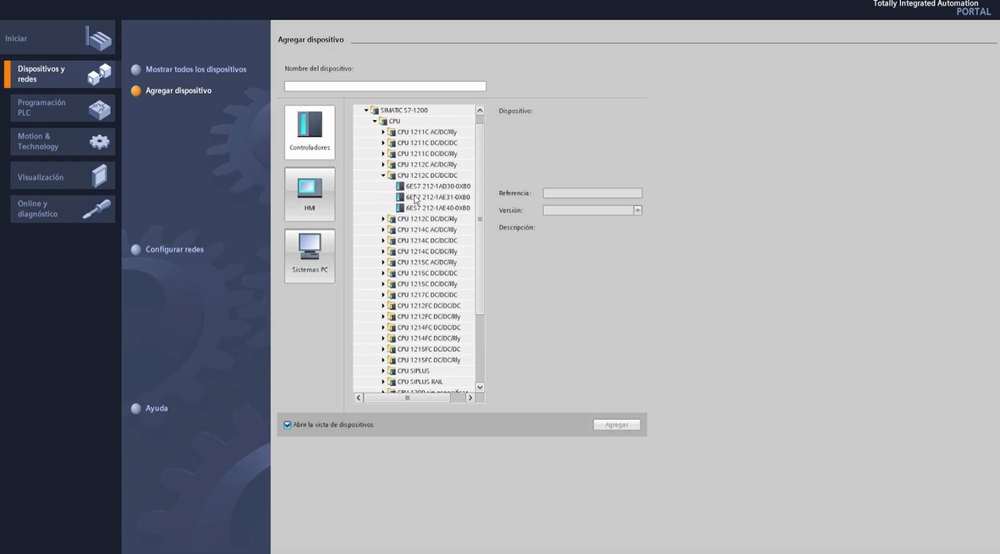 Totally Integrated Automation
PORTAL
Iniciar
Dispositivos y
redes
Programación
PLC
Motion &
Technology
Visualización
Online y
diagnóstico
Mostrar todos los dispositivos
Agregar dispositivo
Configurar redes
Ayuda
Agregar dispositivo
Nombre del dispositivo:
Controladores
HMI
Sistemas PC
SIMATIC S7-1200
CPU
CPU 1211C AC/DC/Rly
CPU 1211C DC/DC/DC
CPU 1211C DC/DC/Rly
CPU 1212C AC/DC/Rly
CPU 1212C DC/DC/DC
6ES7 212-1AD30-0XB0
6ES7 212-1AE31-0XB0
6ES7 212-1AE40-0XB0
CPU 1212C DC/DC/Rly
CPU 1214C AC/DC/Rly
CPU 1214C DC/DC/DC
CPU 1214C DC/DC/Rly
CPU 1215C AC/DC/Rly
CPU 1215C DC/DC/DC
CPU 1215C DC/DC/Rly
CPU 1217C DC/DC/DC
CPU 1212FC DC/DC/DC
CPU 1212FC DC/DC/Rly
CPU 1214FC DC/DC/DC
CPU 1214FC DC/DC/Rly
CPU 1215FC DC/DC/DC
CPU 1215FC DC/DC/Rly
CPU SIPLUS
CPU SIPLUS RAIL
CPU 1200 sin especificar
Dispositivo:
Referencia:
Versión:
Descripción:
Abrir la vista de dispositivos
Agregar